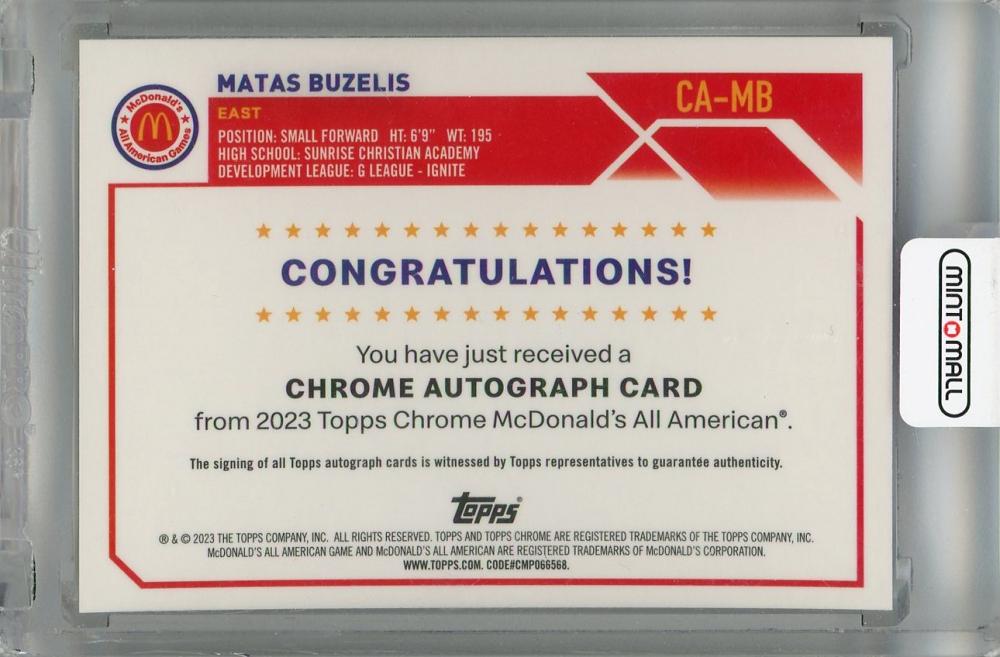 McDonald's
All American Games
MATAS BUZELIS
EAST
POSITION: SMALL FORWARD HT: 6'9" WT: 195
HIGH SCHOOL: SUNRISE CHRISTIAN ACADEMY
DEVELOPMENT LEAGUE: G LEAGUE - IGNITE
CA-MB
CONGRATULATIONS!
You have just received a
CHROME AUTOGRAPH CARD
from 2023 Topps Chrome McDonald's All American®.
The signing of all Topps autograph cards is witnessed by Topps representatives to guarantee authenticity.
topps®
® & © 2023 THE TOPPS COMPANY, INC. ALL RIGHTS RESERVED. TOPPS AND TOPPS CHROME ARE REGISTERED TRADEMARKS OF THE TOPPS COMPANY, INC.
McDONALD'S ALL AMERICAN GAME AND McDONALD'S ALL AMERICAN ARE REGISTERED TRADEMARKS OF McDONALD'S CORPORATION.
WWW.TOPPS.COM. CODE#CMP066568.
MINT MALL